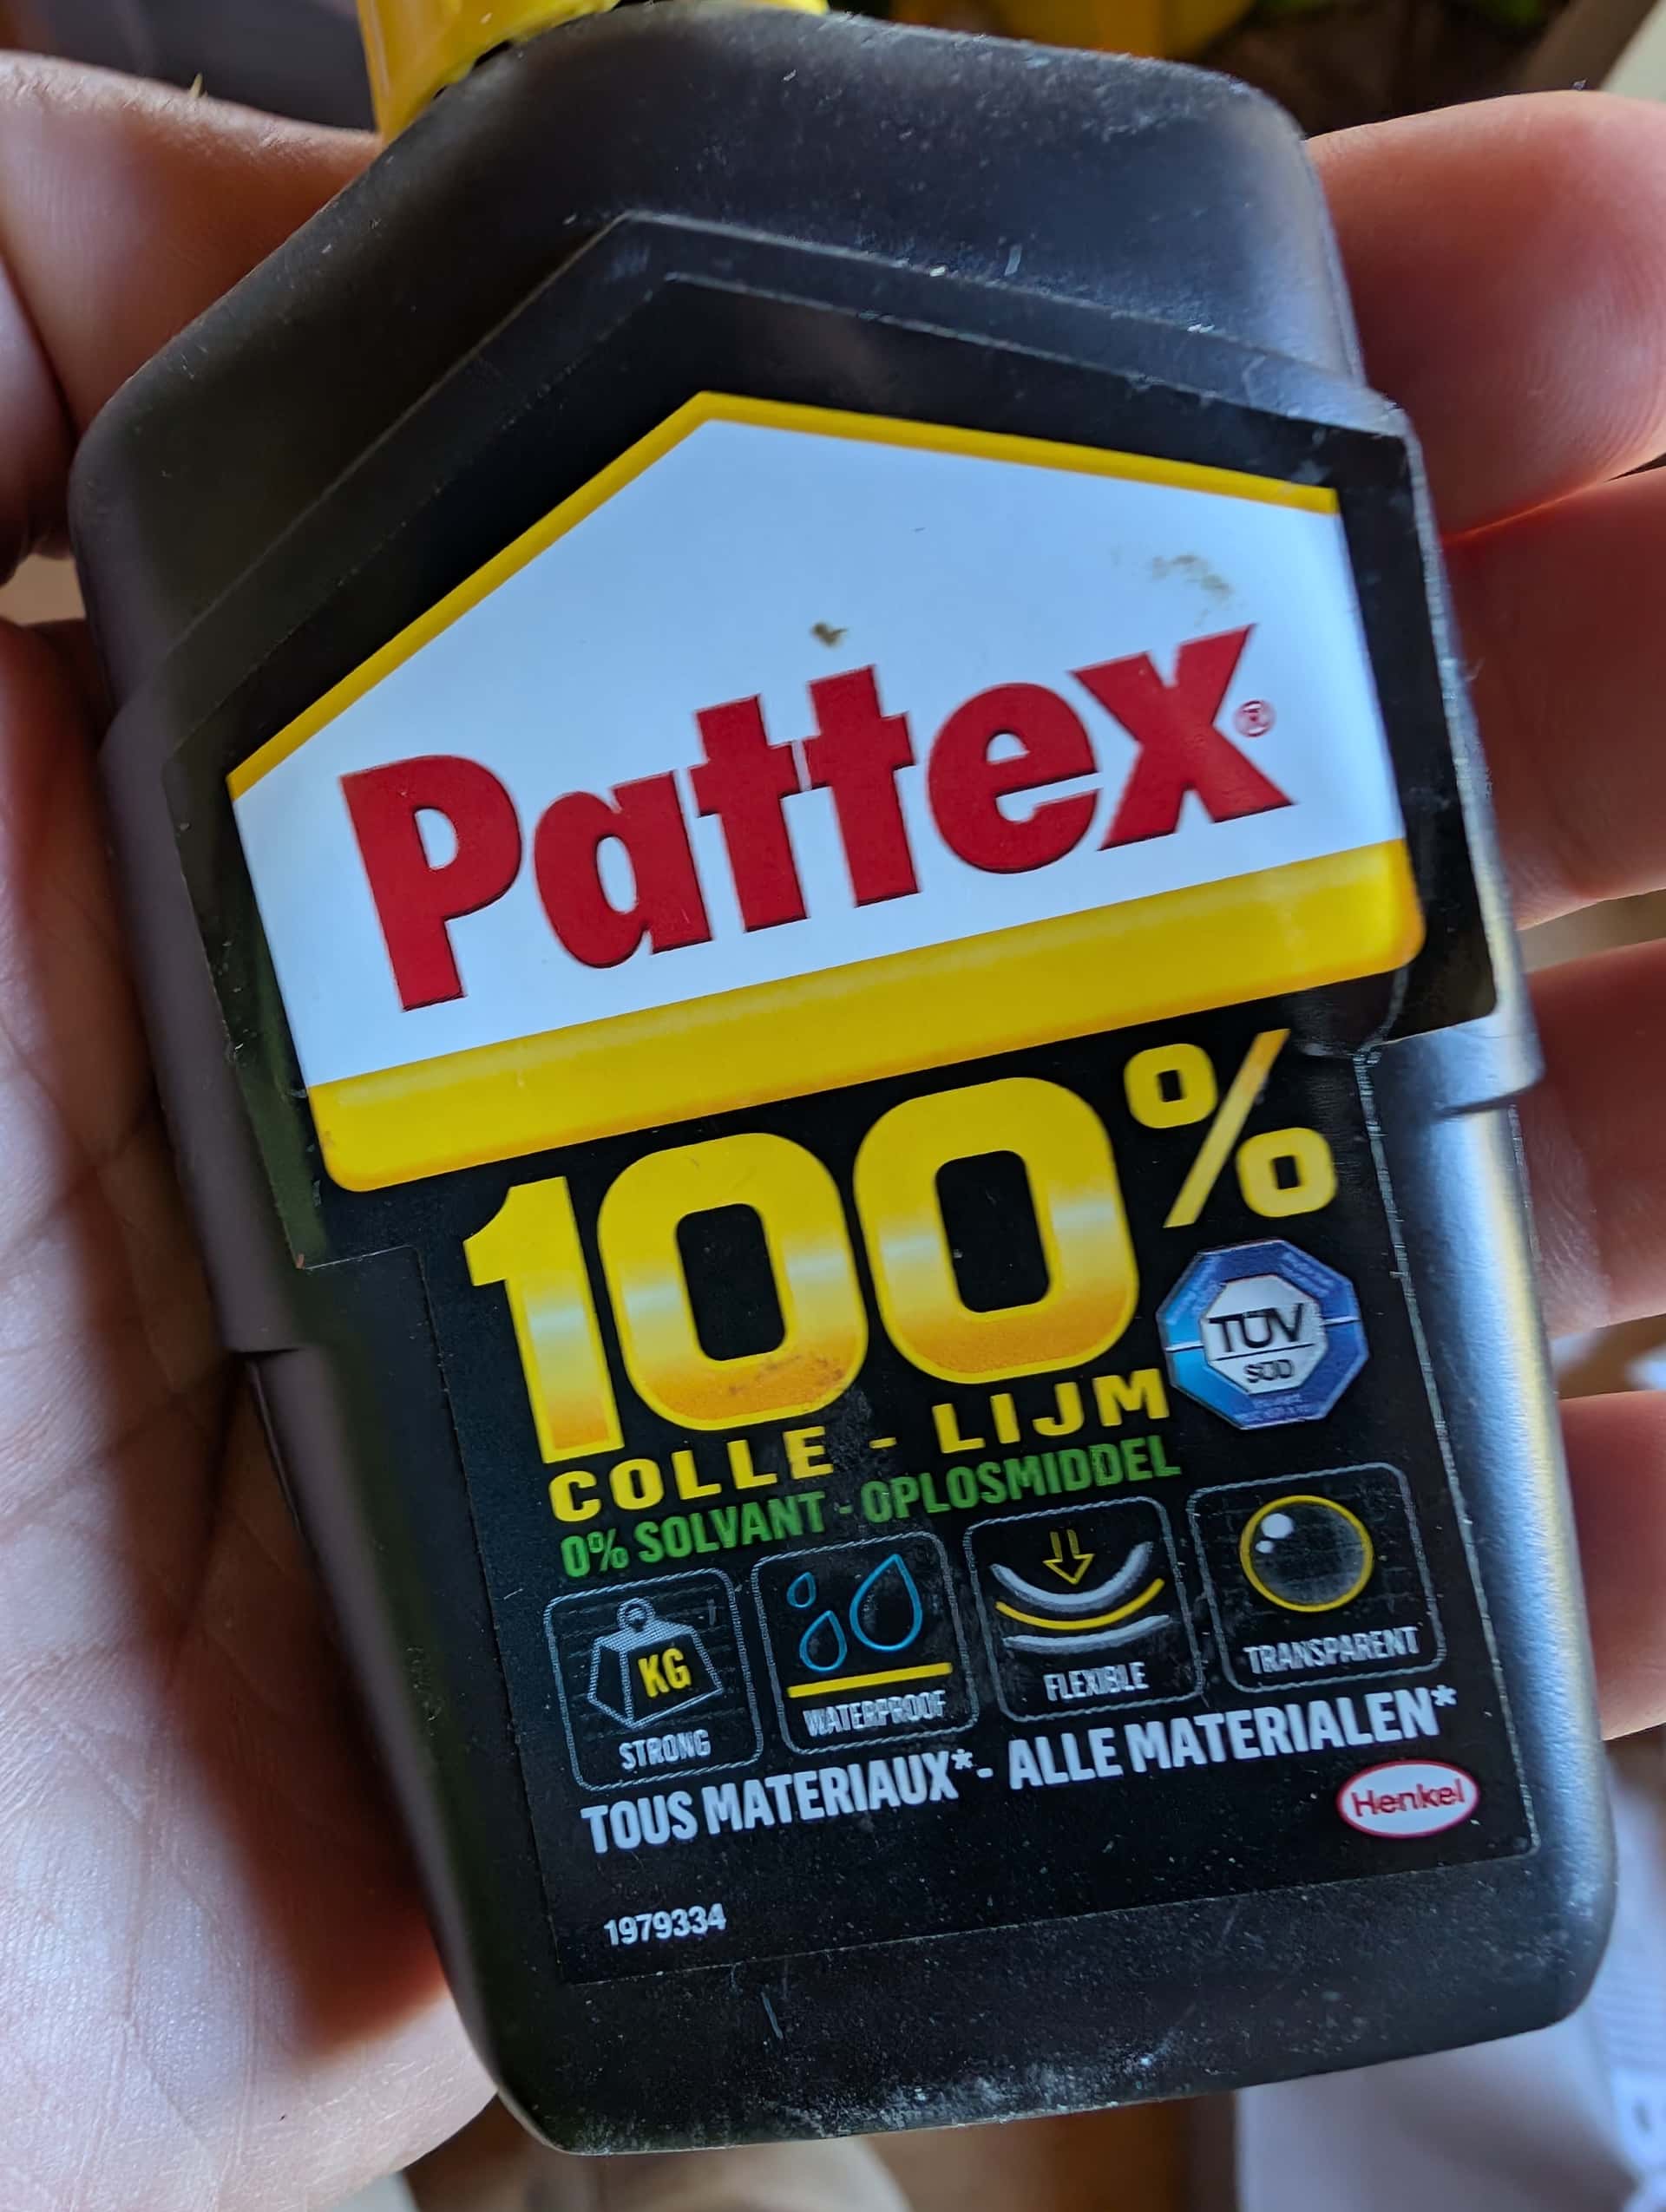 Pattex®
100%
TÜV
SÜD
COLLE - LIJM
0% SOLVANT - OPLOSMIDDEL
KG
STRONG
WATERPROOF
FLEXIBLE
TRANSPARENT
TOUS MATERIAUX* - ALLE MATERIALEN*
Henkel
1979334